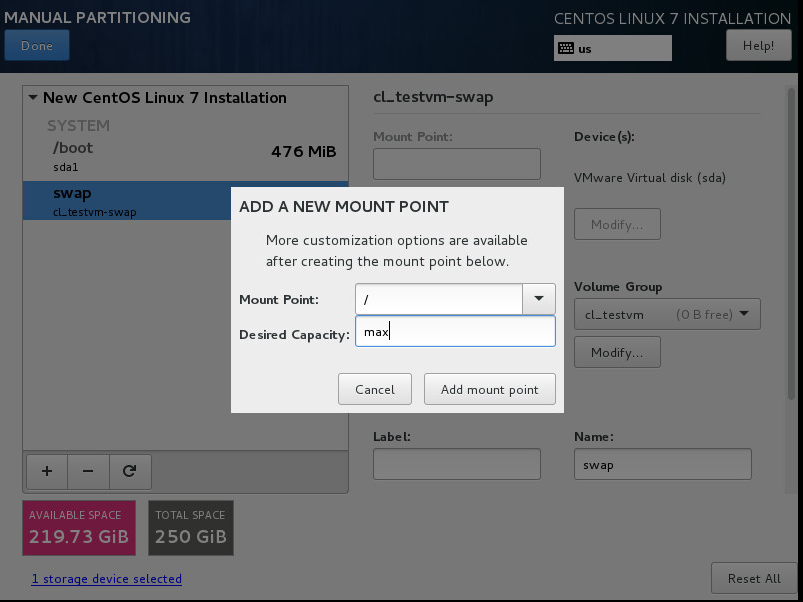 MANUAL PARTITIONING
CENTOS LINUX 7 INSTALLATION
Done
us
Help!
New CentOS Linux 7 Installation
SYSTEM
/boot
476 MiB
sda1
swap
cl_testvm-swap
cl_testvm-swap
Mount Point:
Device(s):
VMware Virtual disk (sda)
Modify...
Volume Group
cl_testvm (0 B free)
Modify...
Label:
Name:
swap
ADD A NEW MOUNT POINT
More customization options are available
after creating the mount point below.
Mount Point: /
Desired Capacity: max
Cancel
Add mount point
+ −
AVAILABLE SPACE
219.73 GiB
TOTAL SPACE
250 GiB
1 storage device selected
Reset All